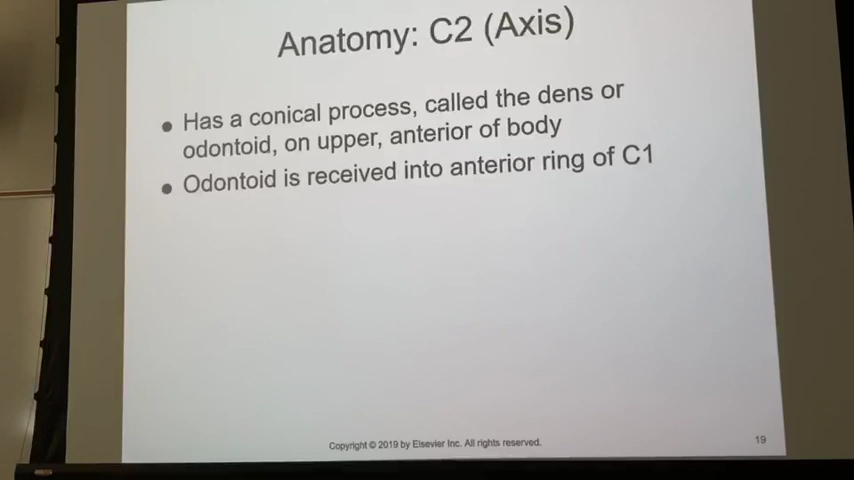 Anatomy: C2 (Axis)
• Has a conical process, called the dens or
odontoid, on upper, anterior of body
• Odontoid is received into anterior ring of C1
Copyright © 2019 by Elsevier Inc. All rights reserved.
19